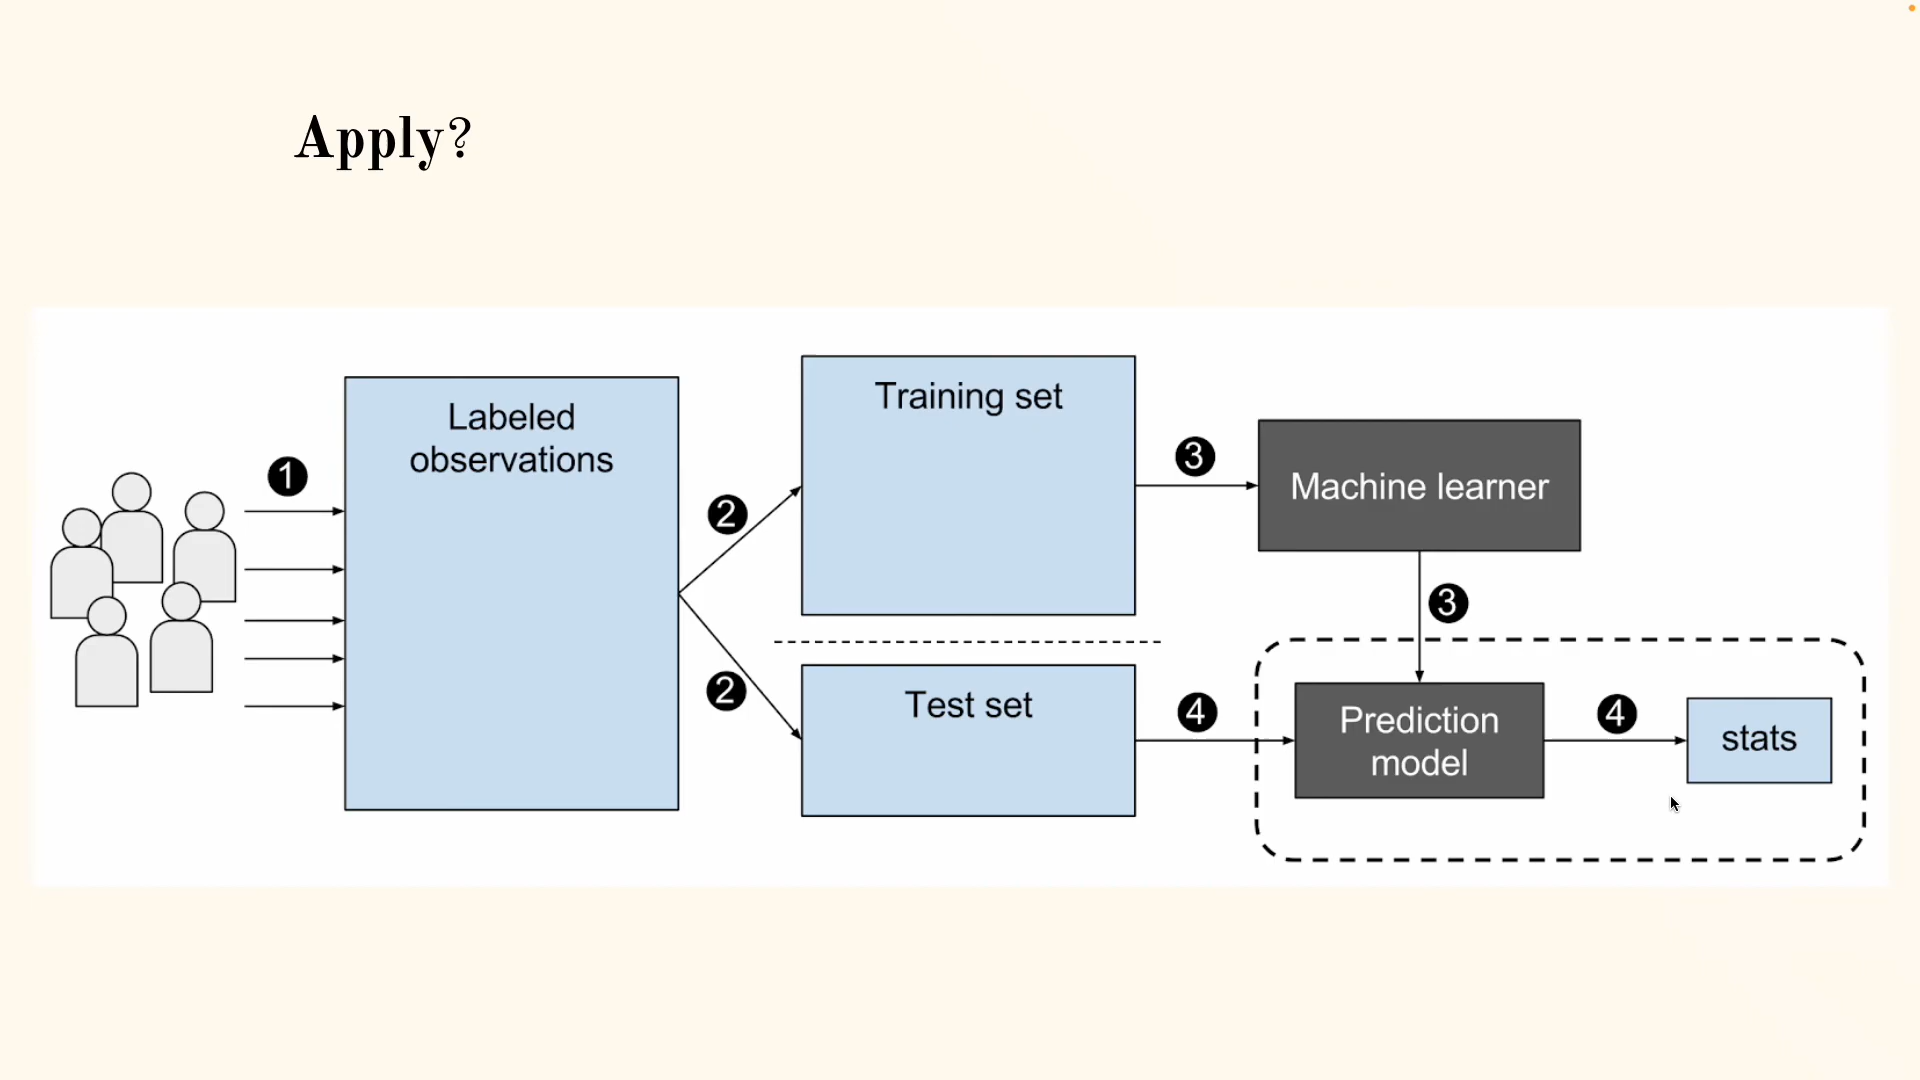 Apply?
1
Labeled
observations
2
2
Training set
Test set
3
Machine learner
3
4
Prediction
model
4
stats